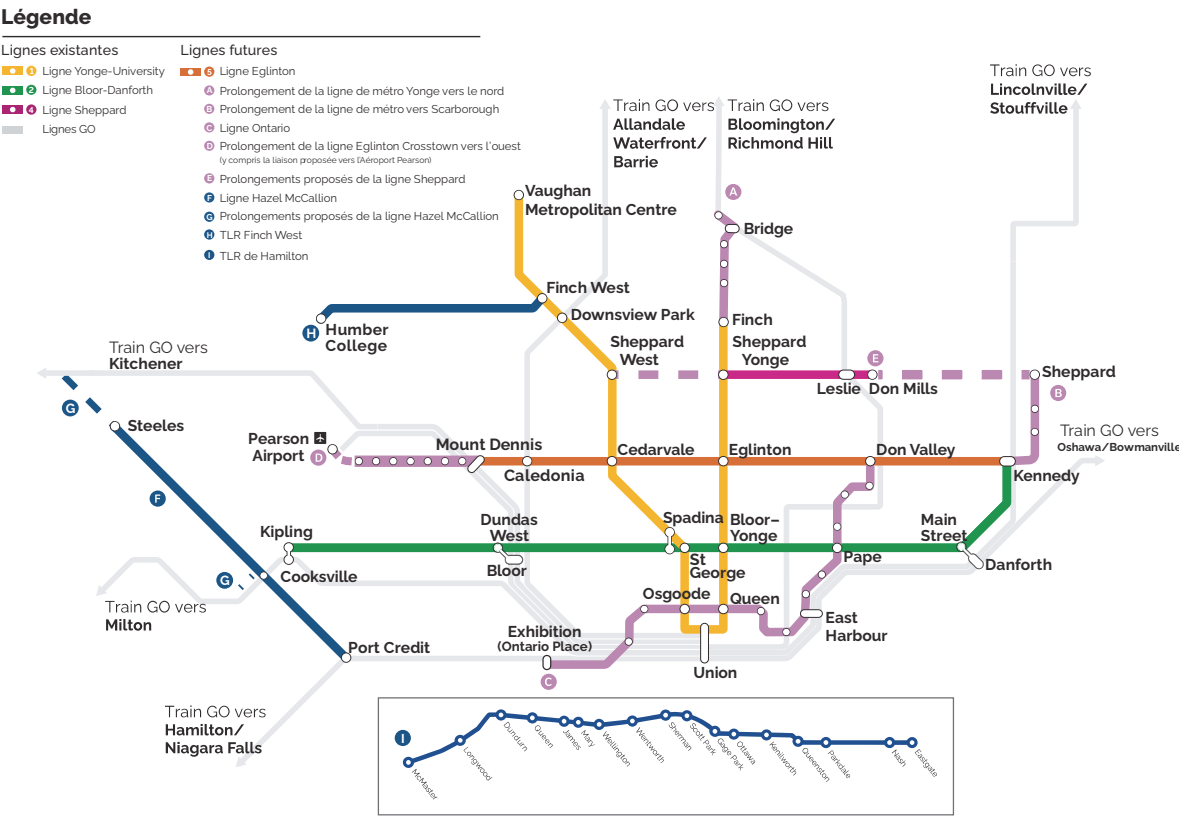 Légende
Lignes existantes
1 Ligne Yonge-University
2 Ligne Bloor-Danforth
4 Ligne Sheppard
Lignes GO
Lignes futures
5 Ligne Eglinton
A Prolongement de la ligne de métro Yonge vers le nord
B Prolongement de la ligne de métro vers Scarborough
C Ligne Ontario
D Prolongement de la ligne Eglinton Crosstown vers l'ouest
(y compris la liaison proposée vers l'Aéroport Pearson)
E Prolongements proposés de la ligne Sheppard
F Ligne Hazel McCallion
G Prolongements proposés de la ligne Hazel McCallion
H TLR Finch West
I TLR de Hamilton
Train GO vers
Allandale
Waterfront/
Barrie
Train GO vers
Bloomington/
Richmond Hill
Train GO vers
Lincolnville/
Stouffville
Vaughan
Metropolitan Centre
A
Bridge
Finch West
Downsview Park
H
Humber
College
Finch
Sheppard
West
Sheppard
Yonge
E
Leslie
Don Mills
Sheppard
B
Train GO vers
Kitchener
G
Steeles
Pearson
Airport
D
Mount Dennis
Caledonia
Cedarvale
Eglinton
Don Valley
Kennedy
Train GO vers
Oshawa/Bowmanville
F
Kipling
Dundas
West
Bloor
Spadina
St
George
Bloor–
Yonge
Pape
Main
Street
Danforth
G
Cooksville
Train GO vers
Milton
Osgoode
Queen
East
Harbour
Exhibition
(Ontario Place)
C
Union
Port Credit
Train GO vers
Hamilton/
Niagara Falls
I
McMaster
Longwood
Dundurn
Queen
James
Mary
Wellington
Wentworth
Sherman
Scott Park
Gage Park
Ottawa
Kenilworth
Queenston
Parkdale
Nash
Eastgate